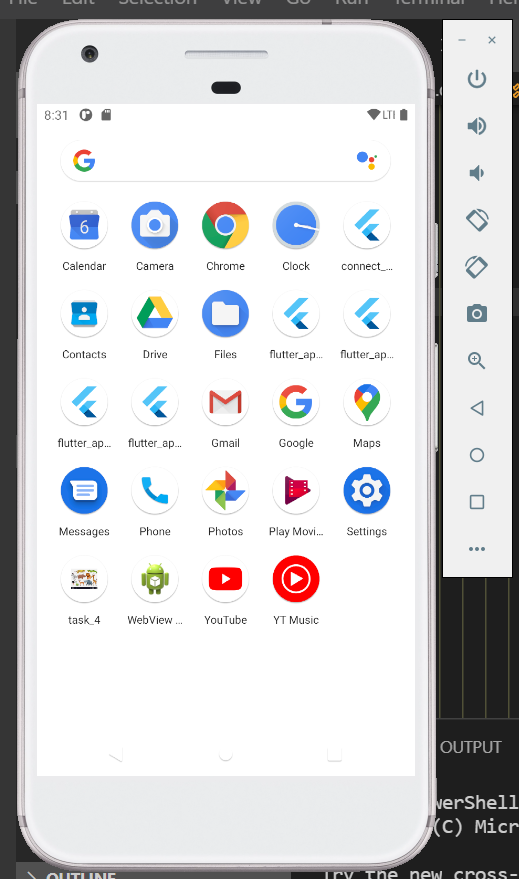 File Edit Selection View Go Run Terminal
8:31 LTE
6
Calendar Camera Chrome Clock connect_...
Contacts Drive Files flutter_ap... flutter_ap...
flutter_ap... flutter_ap... Gmail Google Maps
Messages Phone Photos Play Movi... Settings
task_4 WebView ... YouTube YT Music
OUTPUT
werShell
(C) Micr
Try the new cross-
OUTLINE